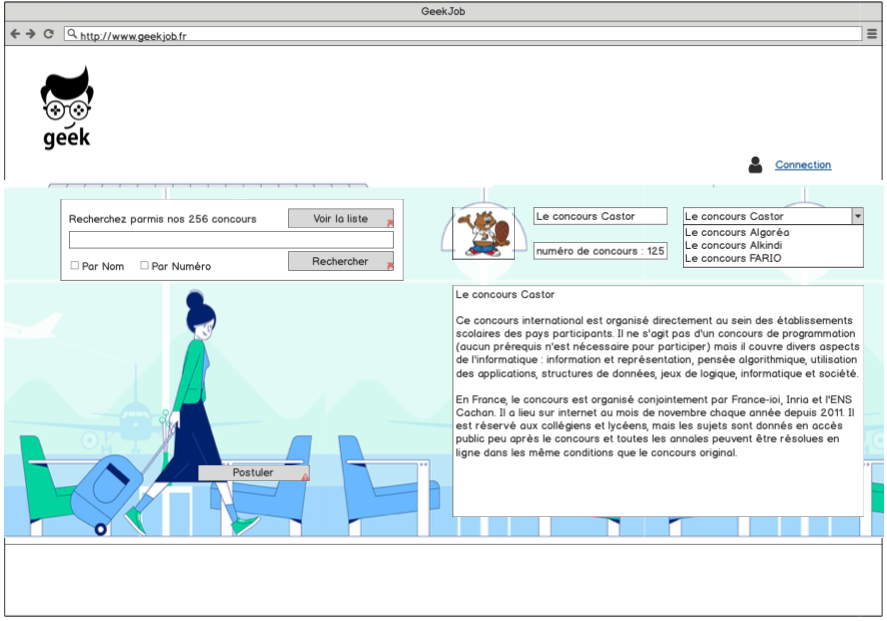 GeekJob
http://www.geekjob.fr
geek
Connection
Recherchez parmis nos 256 concours
Voir la liste
Par Nom
Par Numéro
Rechercher
Le concours Castor
numéro de concours : 125
Le concours Castor
Le concours Algoréa
Le concours Alkindi
Le concours FARIO
Le concours Castor
Ce concours international est organisé directement au sein des établissements
scolaires des pays participants. Il ne s'agit pas d'un concours de programmation
(aucun prérequis n'est nécessaire pour participer) mais il couvre divers aspects
de l'informatique : information et représentation, pensée algorithmique, utilisation
des applications, structures de données, jeux de logique, informatique et société.
En France, le concours est organisé conjointement par France-ioi, Inria et l'ENS
Cachan. Il a lieu sur internet au mois de novembre chaque année depuis 2011. Il
est réservé aux collégiens et lycéens, mais les sujets sont donnés en accès
public peu après le concours et toutes les annales peuvent être résolues en
ligne dans les même conditions que le concours original.
Postuler